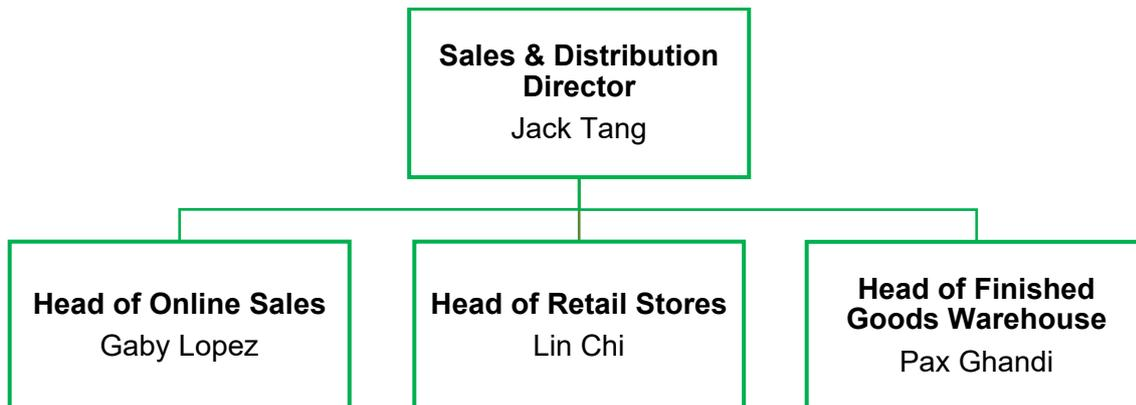 Sales & Distribution
Director
Jack Tang
Head of Online Sales
Gaby Lopez
Head of Retail Stores
Lin Chi
Head of Finished
Goods Warehouse
Pax Ghandi